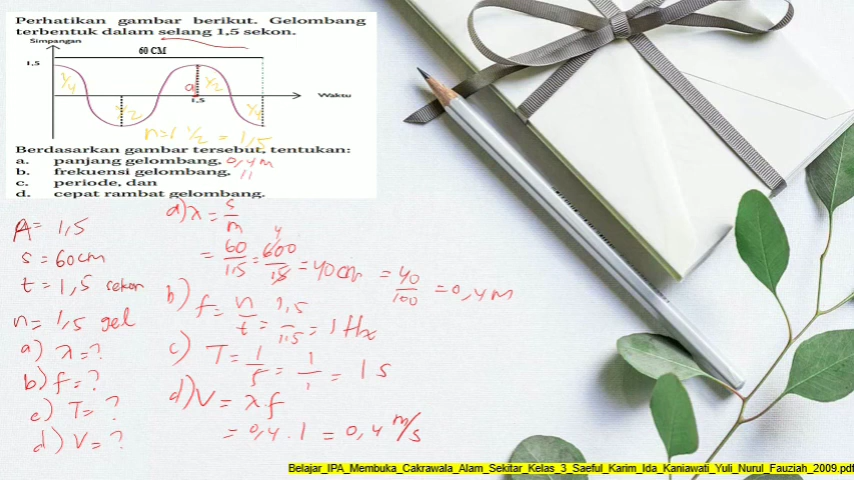 Perhatikan gambar berikut. Gelombang
terbentuk dalam selang 1,5 sekon.
Simpangan
60 CM
1,5
1/4
a
1/2
1/2
1/4
1,5
Waktu
n=1 1/2 = 1,5
Berdasarkan gambar tersebut, tentukan:
a. panjang gelombang, 0,4 m
b. frekuensi gelombang,
c. periode, dan
d. cepat rambat gelombang.
A = 1,5
s = 60 cm
t = 1,5 sekon
n = 1,5 gel
a) λ = ?
b) f = ?
c) T = ?
d) V = ?
a) λ = s/n
= 60/1,5 = 600/15 = 40 cm = 40/100 = 0,4 m
b) f = n/t = 1,5/1,5 = 1 Hz
c) T = 1/f = 1/1 = 1 s
d) V = λ.f
= 0,4 . 1 = 0,4 m/s
Belajar_IPA_Membuka_Cakrawala_Alam_Sekitar_Kelas_3_Saeful_Karim_Ida_Kaniawati_Yuli_Nurul_Fauziah_2009.pdf